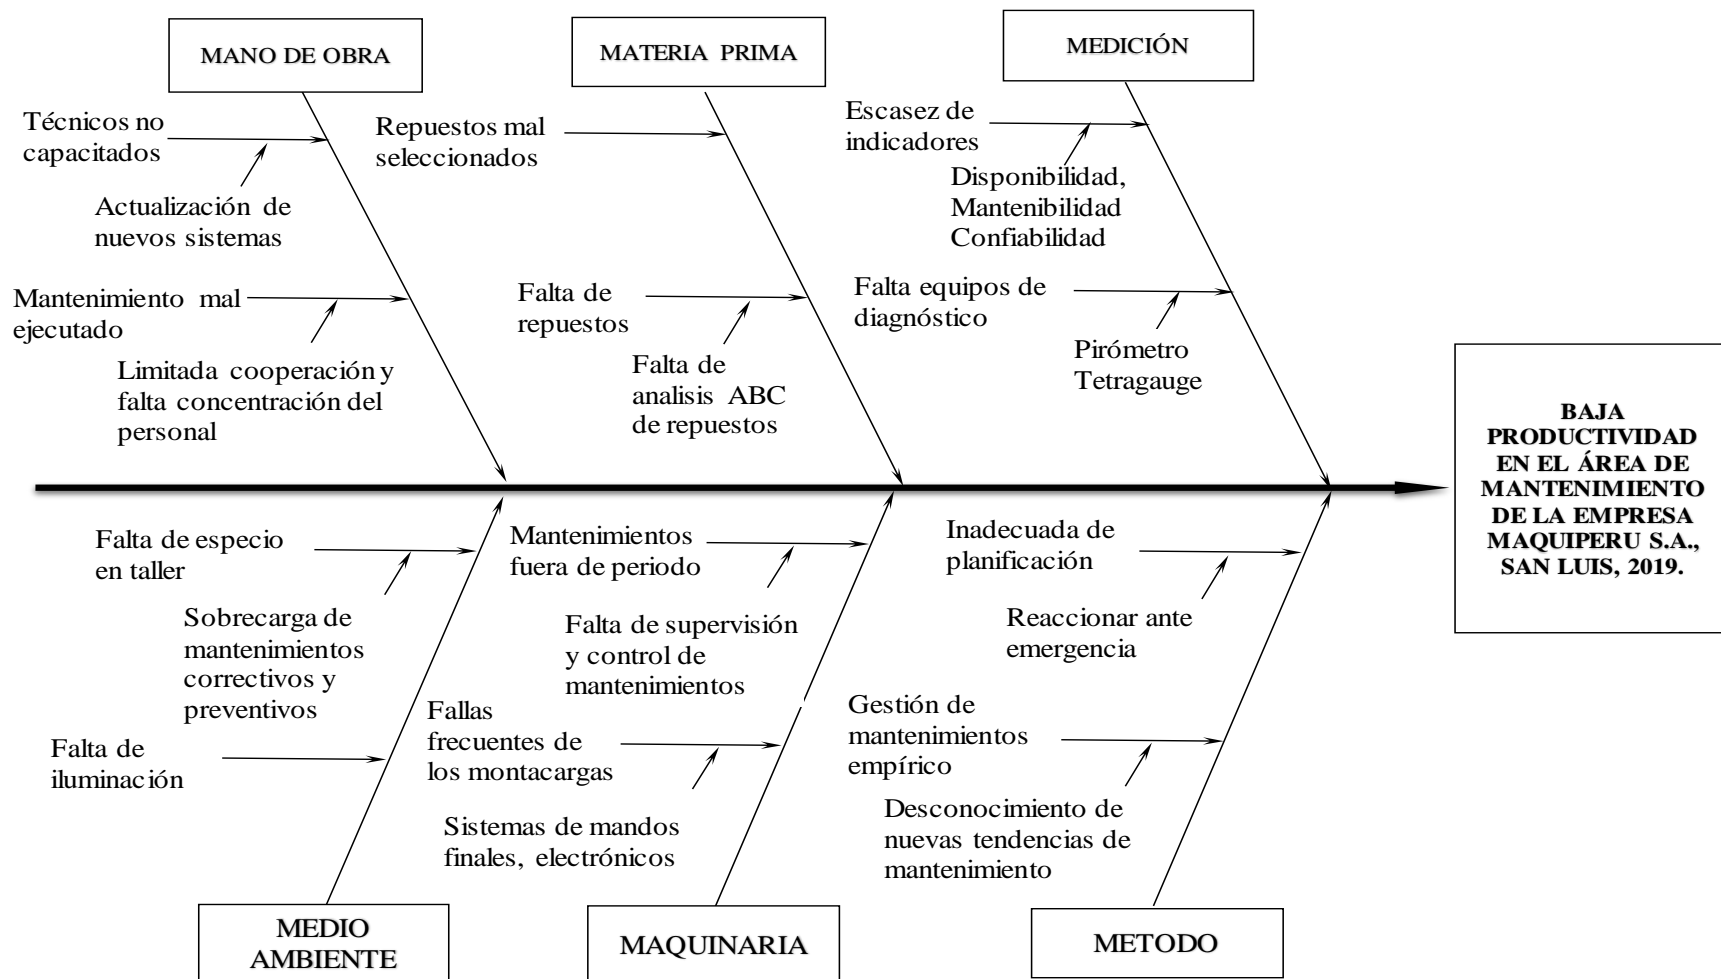 MANO DE OBRA
MATERIA PRIMA
MEDICIÓN
Técnicos no
capacitados
Actualización de
nuevos sistemas
Mantenimiento mal
ejecutado
Limitada cooperación y
falta concentración del
personal
Repuestos mal
seleccionados
Falta de
repuestos
Falta de
analisis ABC
de repuestos
Escasez de
indicadores
Disponibilidad,
Mantenibilidad
Confiabilidad
Falta equipos de
diagnóstico
Pirómetro
Tetragauge
BAJA
PRODUCTIVIDAD
EN EL ÁREA DE
MANTENIMIENTO
DE LA EMPRESA
MAQUIPERU S.A.,
SAN LUIS, 2019.
Falta de especio
en taller
Sobrecarga de
mantenimientos
correctivos y
preventivos
Falta de
iluminación
Mantenimientos
fuera de periodo
Falta de supervisión
y control de
mantenimientos
Fallas
frecuentes de
los montacargas
Sistemas de mandos
finales, electrónicos
Inadecuada de
planificación
Reaccionar ante
emergencia
Gestión de
mantenimientos
empírico
Desconocimiento de
nuevas tendencias de
mantenimiento
MEDIO
AMBIENTE
MAQUINARIA
METODO